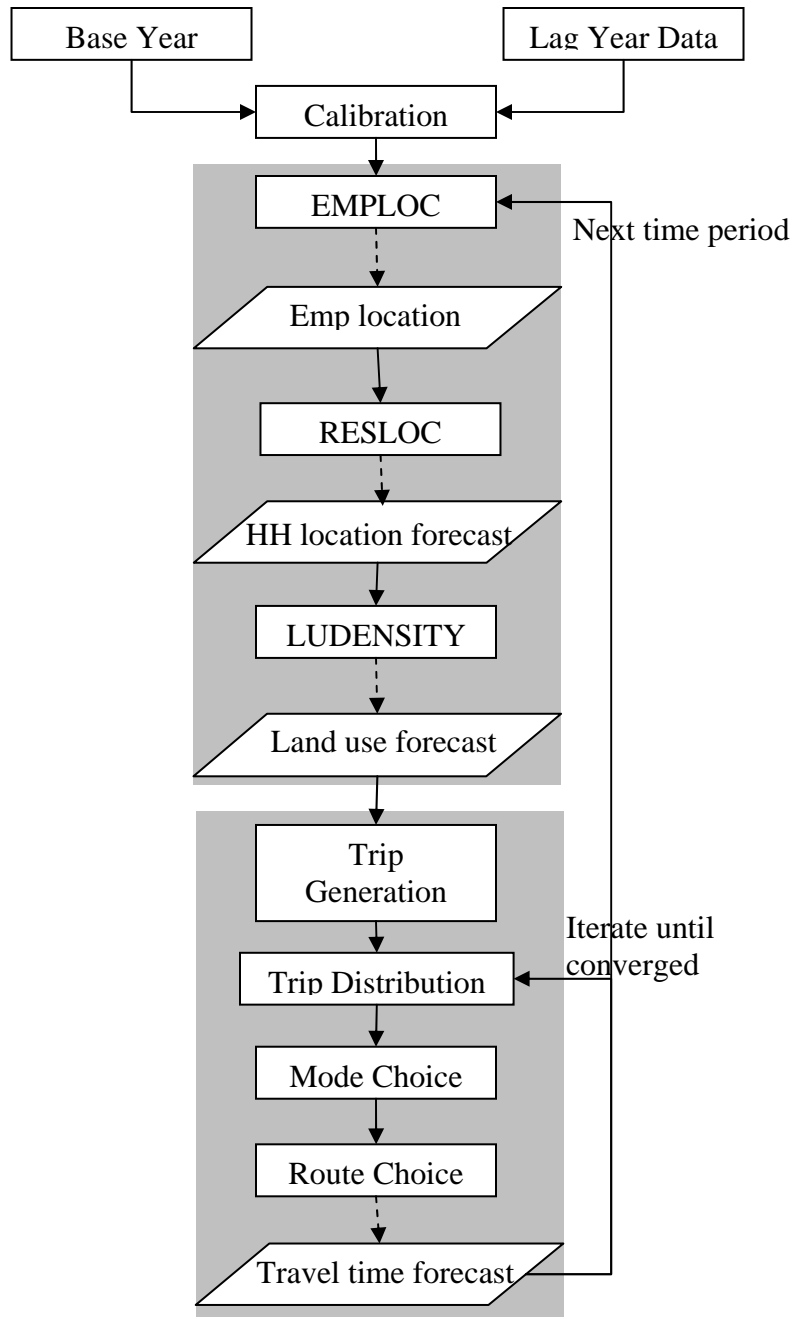 Base Year
Lag Year Data
Calibration
EMPLOC
Next time period
Emp location
RESLOC
HH location forecast
LUDENSITY
Land use forecast
Trip
Generation
Iterate until
converged
Trip Distribution
Mode Choice
Route Choice
Travel time forecast